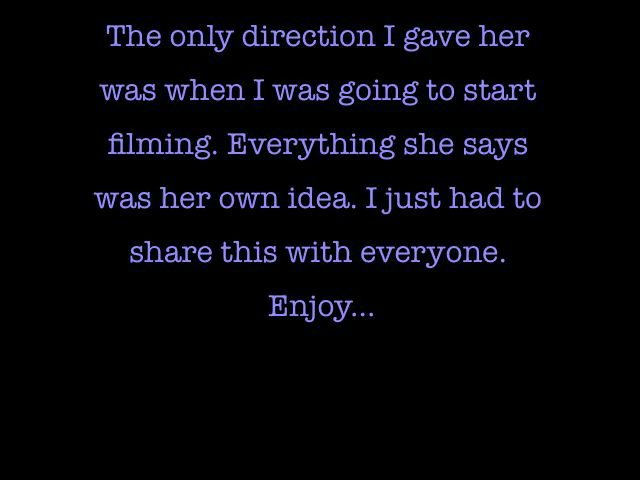 The only direction I gave her
was when I was going to start
filming. Everything she says
was her own idea. I just had to
share this with everyone.
Enjoy...